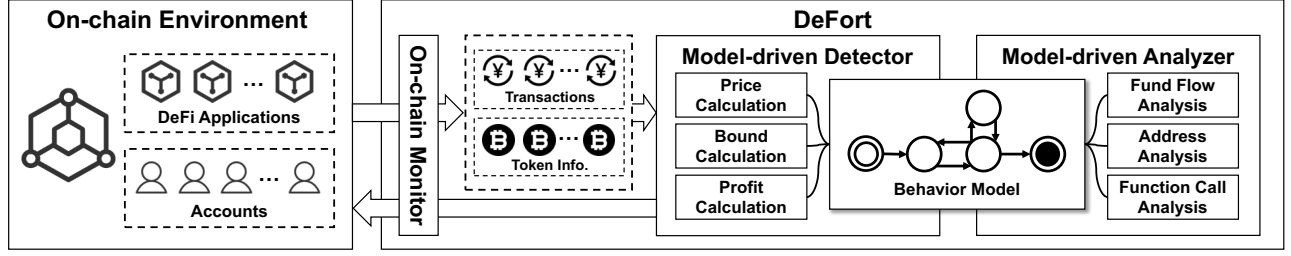 On-chain Environment
DeFi Applications
Accounts
DeFort
On-chain Monitor
¥ ¥ ··· ¥
Transactions
Token Info.
Model-driven Detector
Price
Calculation
Bound
Calculation
Profit
Calculation
Behavior Model
Model-driven Analyzer
Fund Flow
Analysis
Address
Analysis
Function Call
Analysis